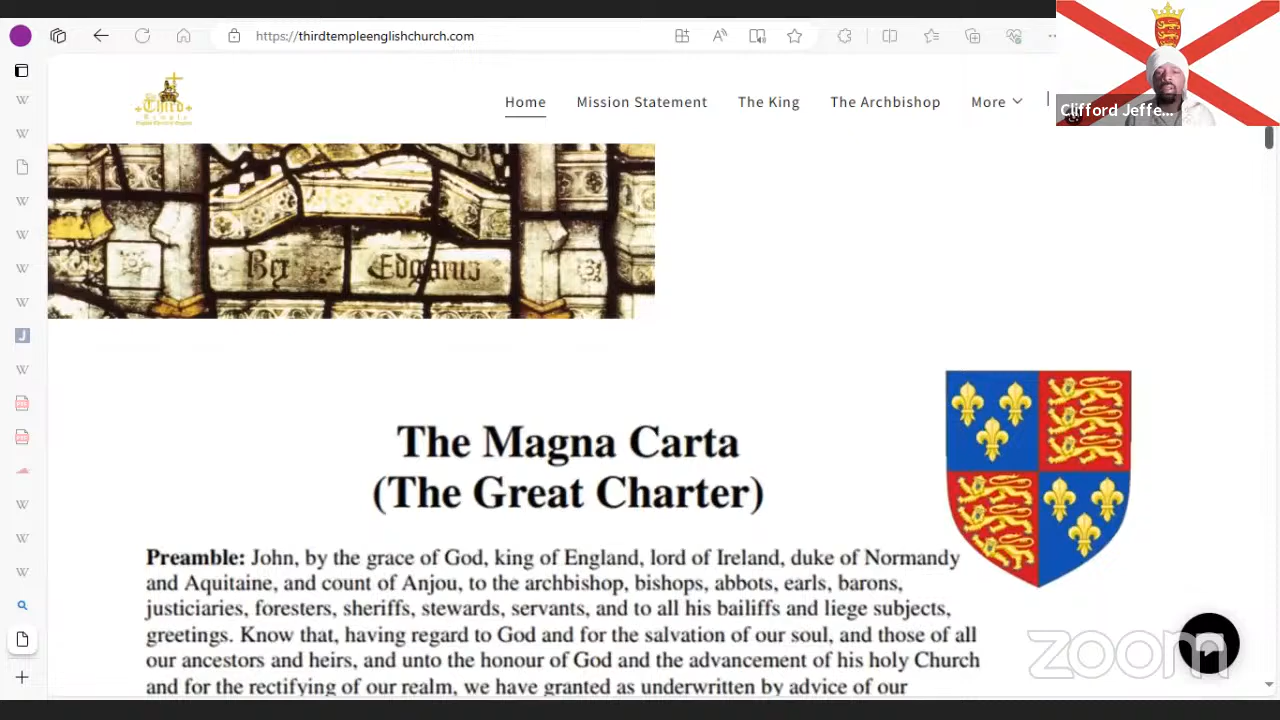 https://thirdtempleenglishchurch.com
Clifford Jeffe...
Third
Temple
Home
Mission Statement
The King
The Archbishop
More
Edgarus
The Magna Carta
(The Great Charter)
Preamble: John, by the grace of God, king of England, lord of Ireland, duke of Normandy
and Aquitaine, and count of Anjou, to the archbishop, bishops, abbots, earls, barons,
justiciaries, foresters, sheriffs, stewards, servants, and to all his bailiffs and liege subjects,
greetings. Know that, having regard to God and for the salvation of our soul, and those of all
our ancestors and heirs, and unto the honour of God and the advancement of his holy Church
and for the rectifying of our realm, we have granted as underwritten by advice of our
zoom